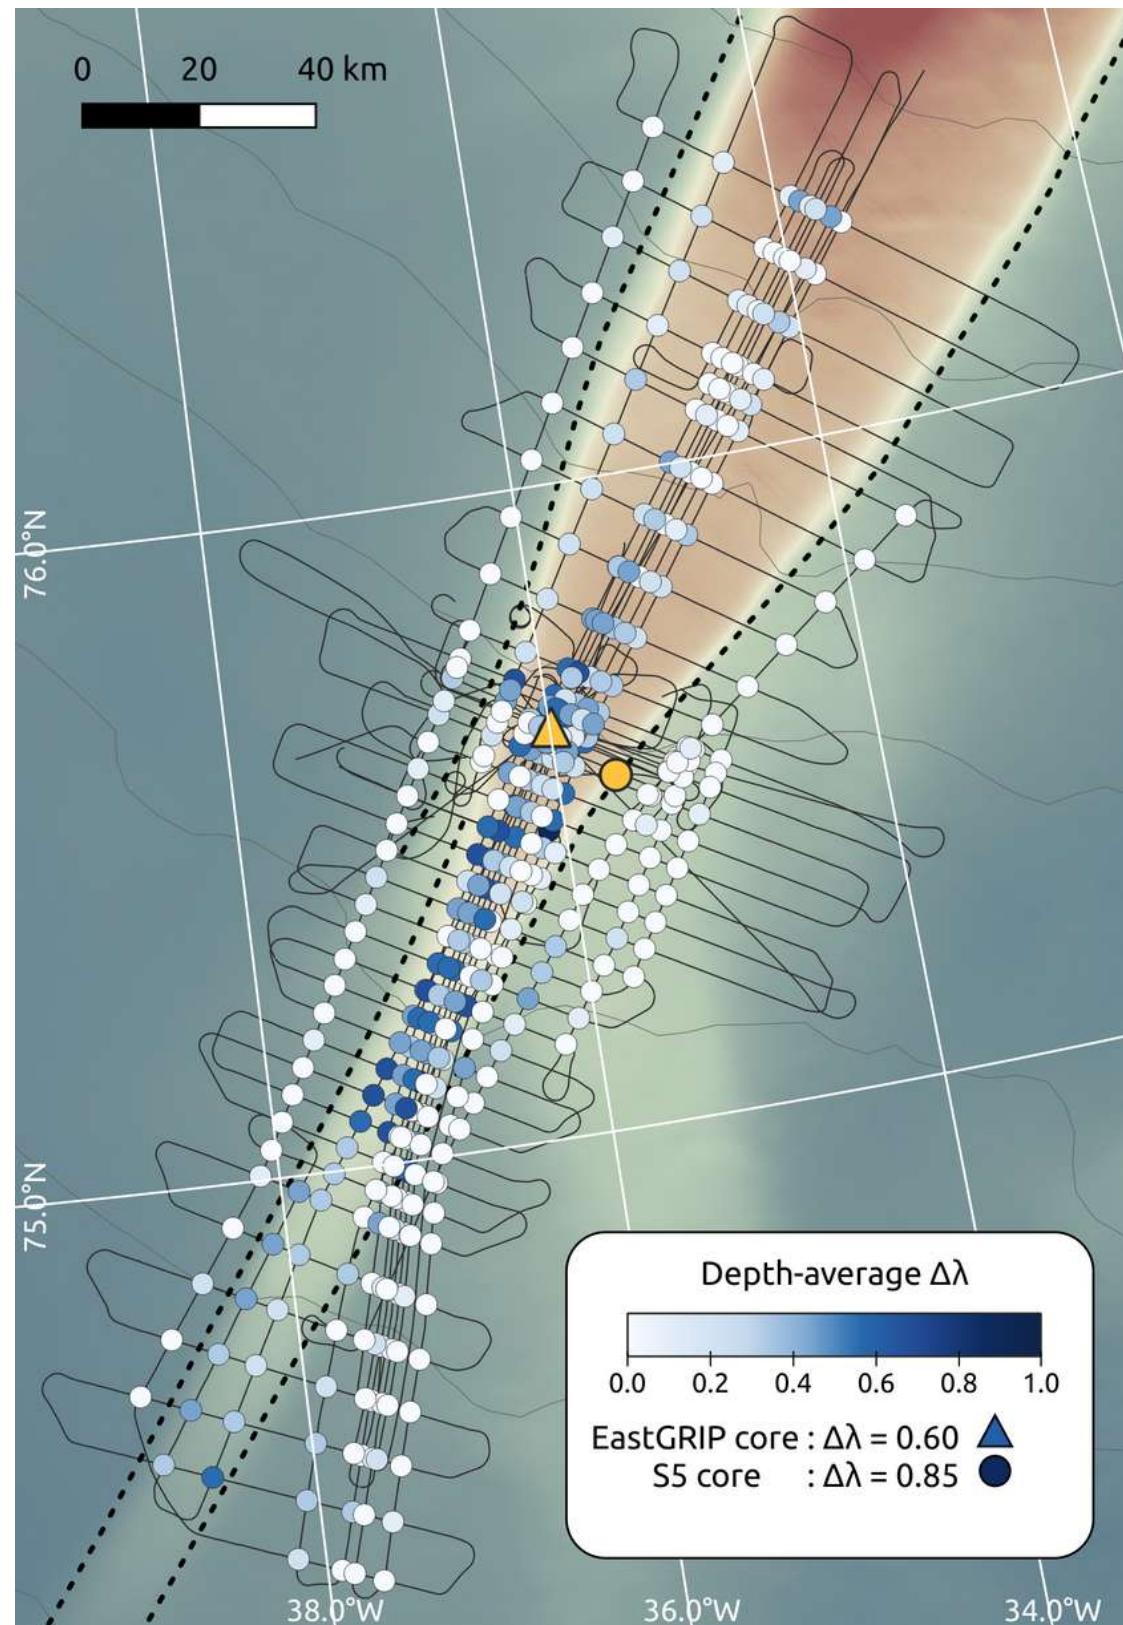 0 20 40 km
76.0°N
75.0°N
Depth-average Δλ
0.0 0.2 0.4 0.6 0.8 1.0
EastGRIP core : Δλ = 0.60
S5 core : Δλ = 0.85
38.0°W 36.0°W 34.0°W